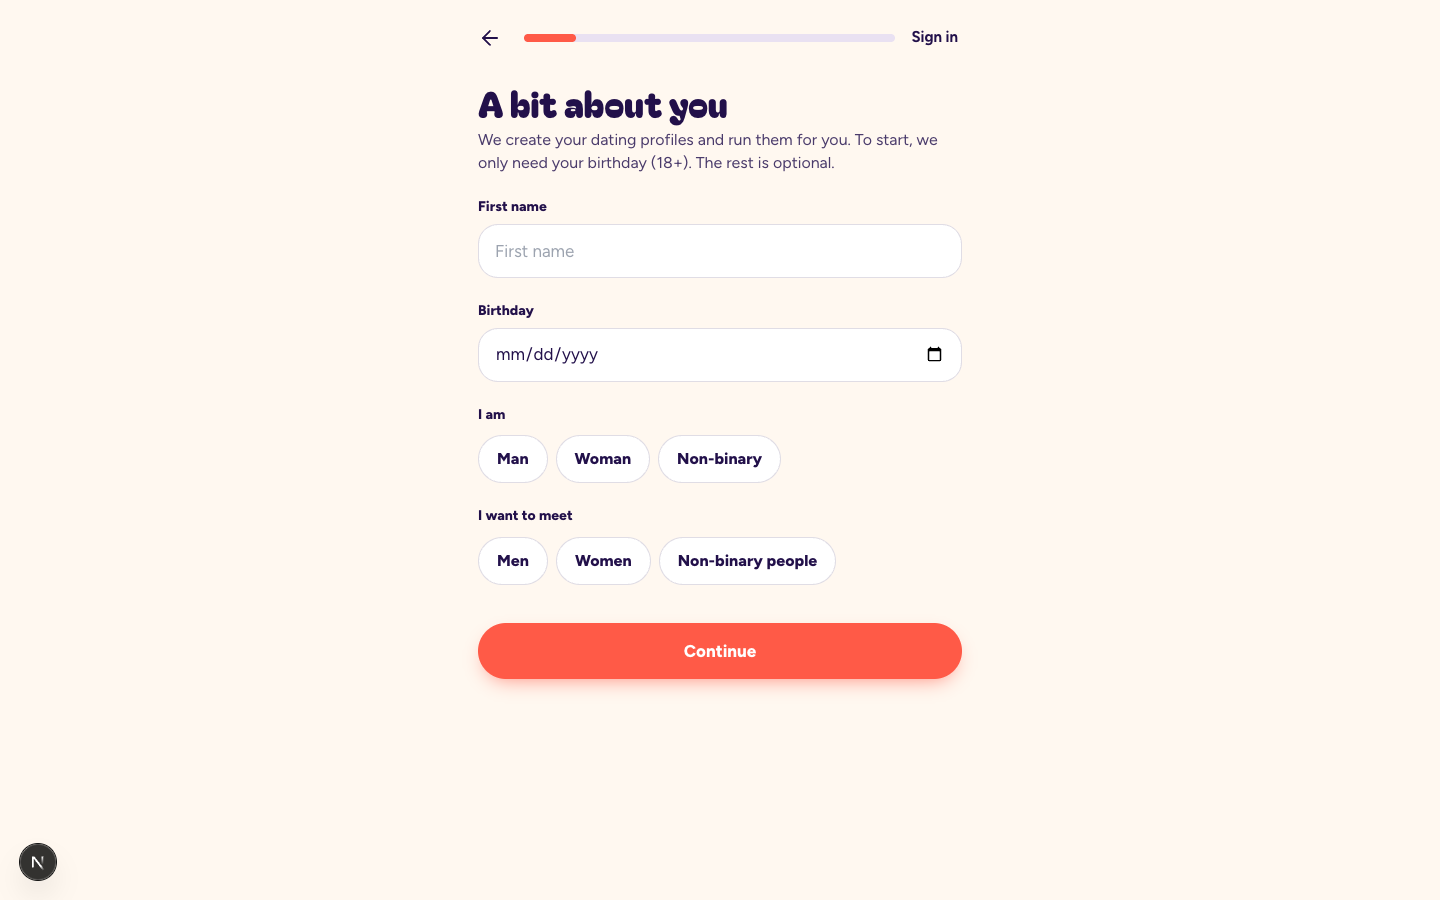 Sign in
A bit about you
We create your dating profiles and run them for you. To start, we
only need your birthday (18+). The rest is optional.
First name
First name
Birthday
mm/dd/yyyy
I am
Man Woman Non-binary
I want to meet
Men Women Non-binary people
Continue
N